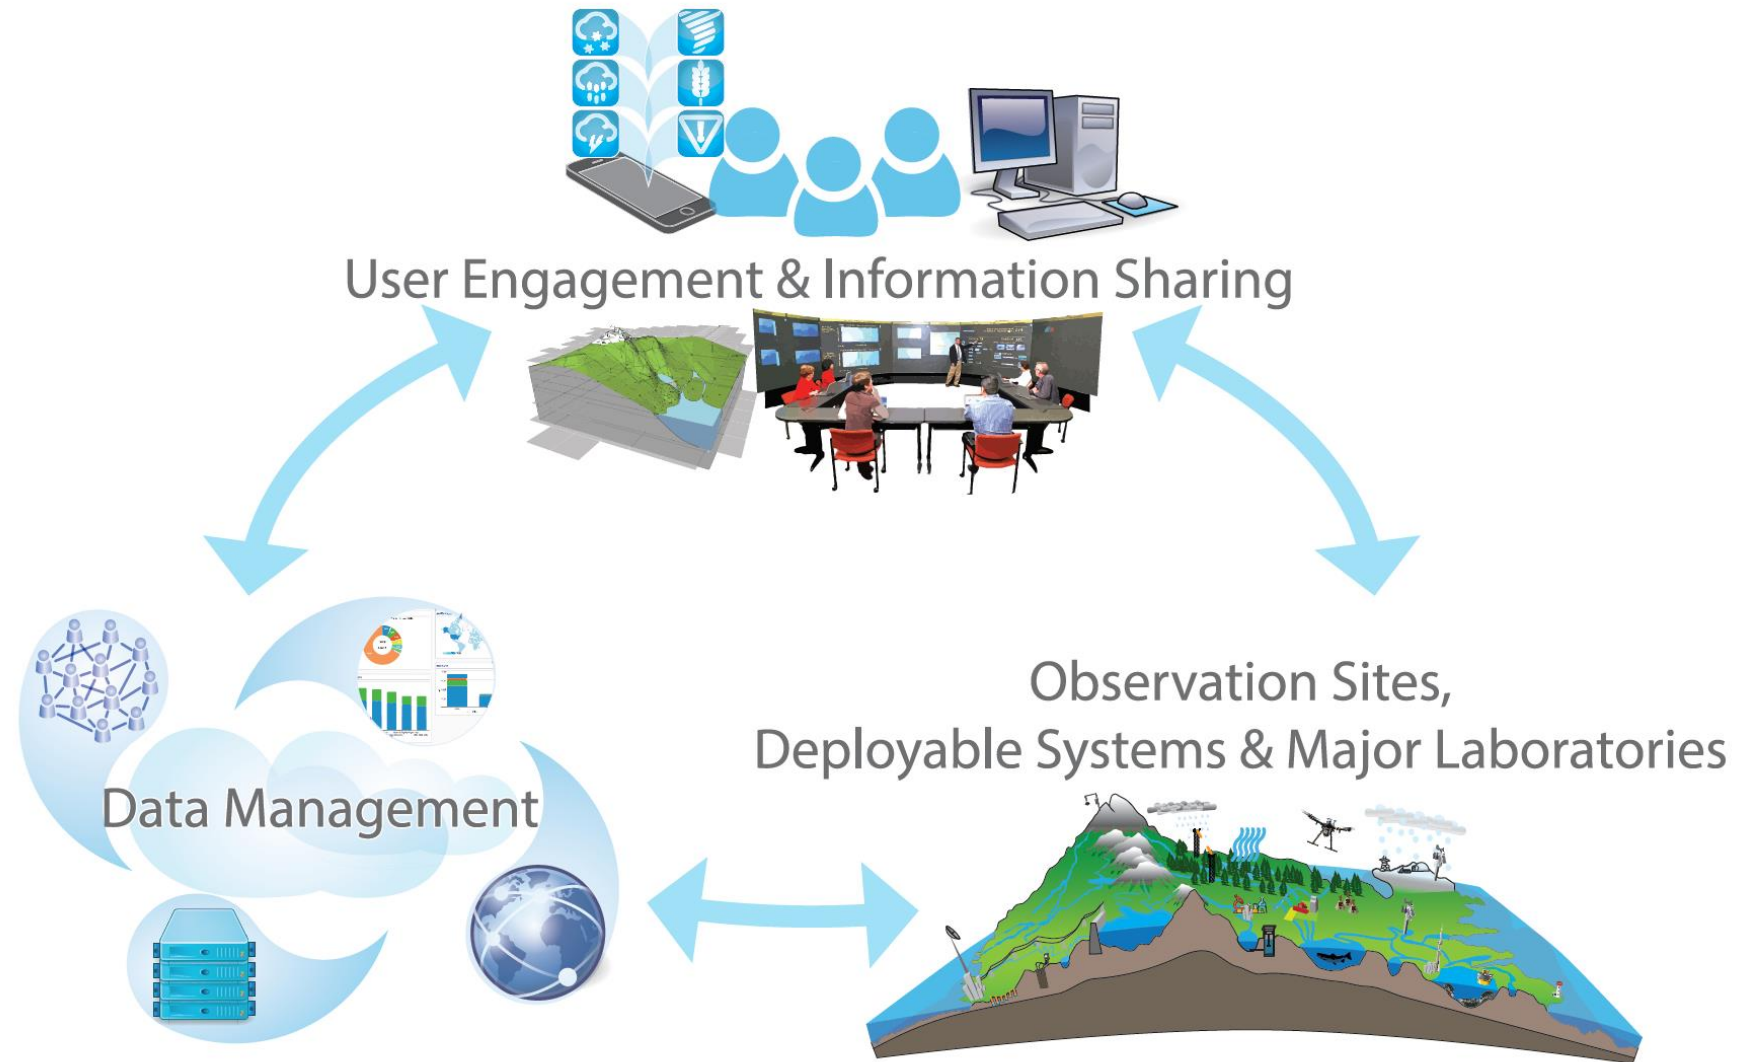 User Engagement & Information Sharing
Observation Sites,
Deployable Systems & Major Laboratories
Data Management